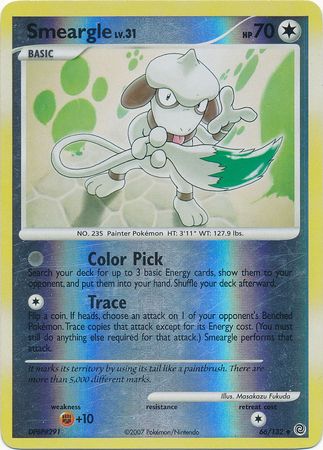 Smeargle LV.31 HP 70
BASIC
NO. 235 Painter Pokémon HT: 3'11" WT: 127.9 lbs.
Color Pick
Search your deck for up to 3 basic Energy cards, show them to your
opponent, and put them into your hand. Shuffle your deck afterward.
Trace
Flip a coin. If heads, choose an attack on 1 of your opponent's Benched
Pokémon. Trace copies that attack except for its Energy cost. (You must
still do anything else required for that attack.) Smeargle performs that
attack.
It marks its territory by using its tail like a paintbrush. There are
more than 5,000 different marks.
Illus. Masakazu Fukuda
weakness resistance retreat cost
+10
DPBP#291 ©2007 Pokémon/Nintendo 66/132